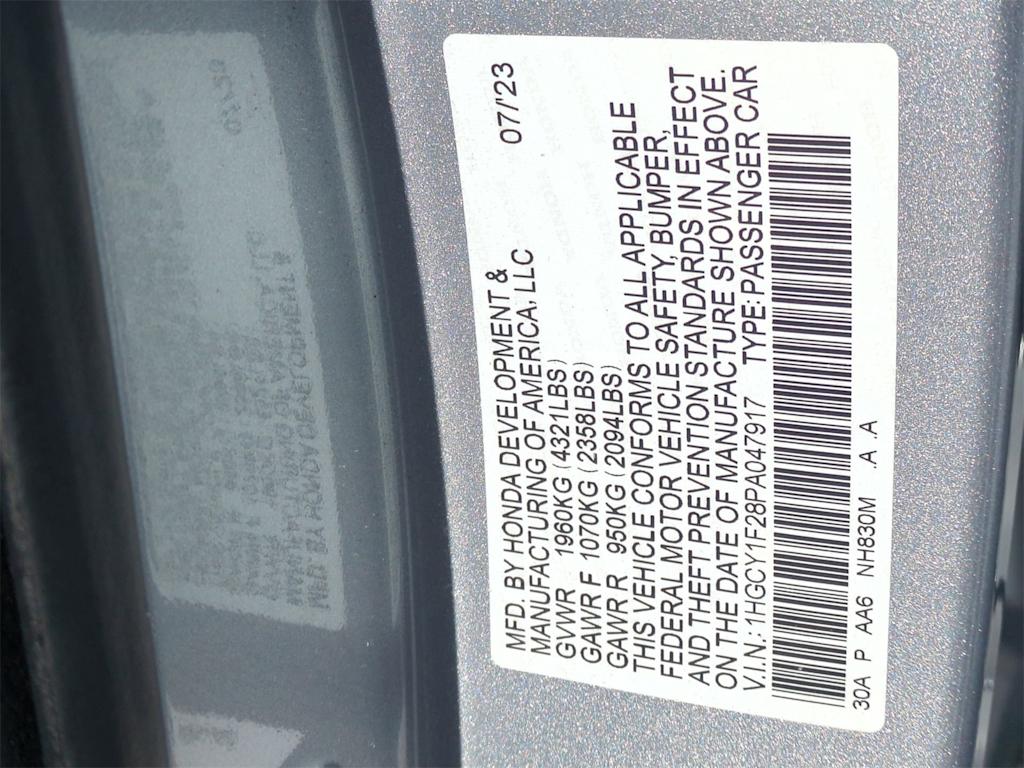 MFD. BY HONDA DEVELOPMENT & 07/'23
MANUFACTURING OF AMERICA, LLC
GVWR 1960KG (4321LBS)
GAWR F 1070KG (2358LBS)
GAWR R 950KG (2094LBS)
THIS VEHICLE CONFORMS TO ALL APPLICABLE
FEDERAL MOTOR VEHICLE SAFETY, BUMPER,
AND THEFT PREVENTION STANDARDS IN EFFECT
ON THE DATE OF MANUFACTURE SHOWN ABOVE.
V.I.N.: 1HGCY1F28PA047917 TYPE: PASSENGER CAR
30A P AA6 NH830M .A .A